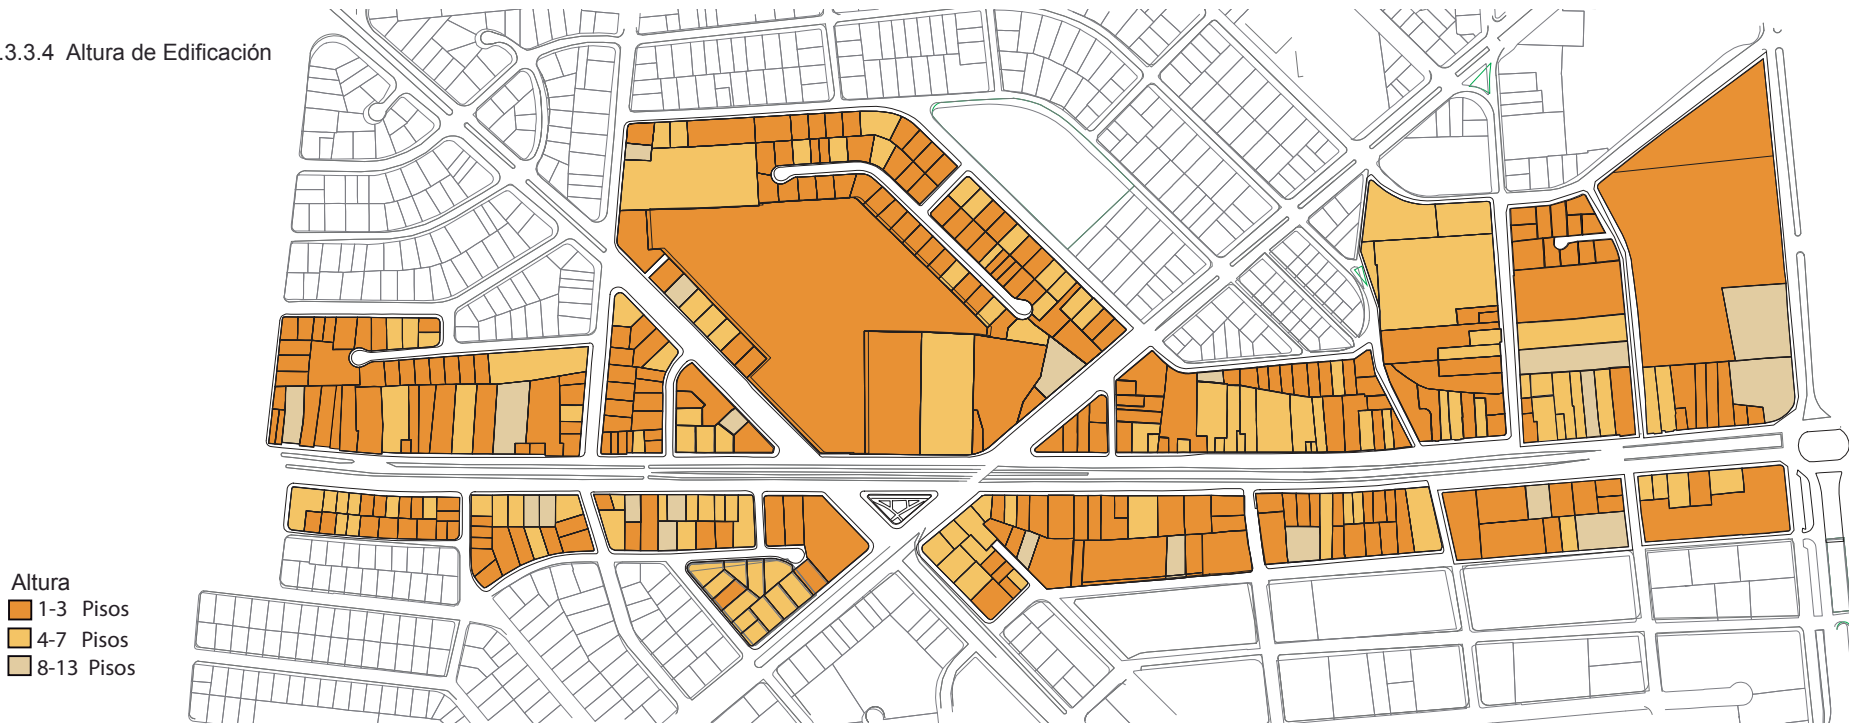 .3.3.4 Altura de Edificación
Altura
1-3 Pisos
4-7 Pisos
8-13 Pisos